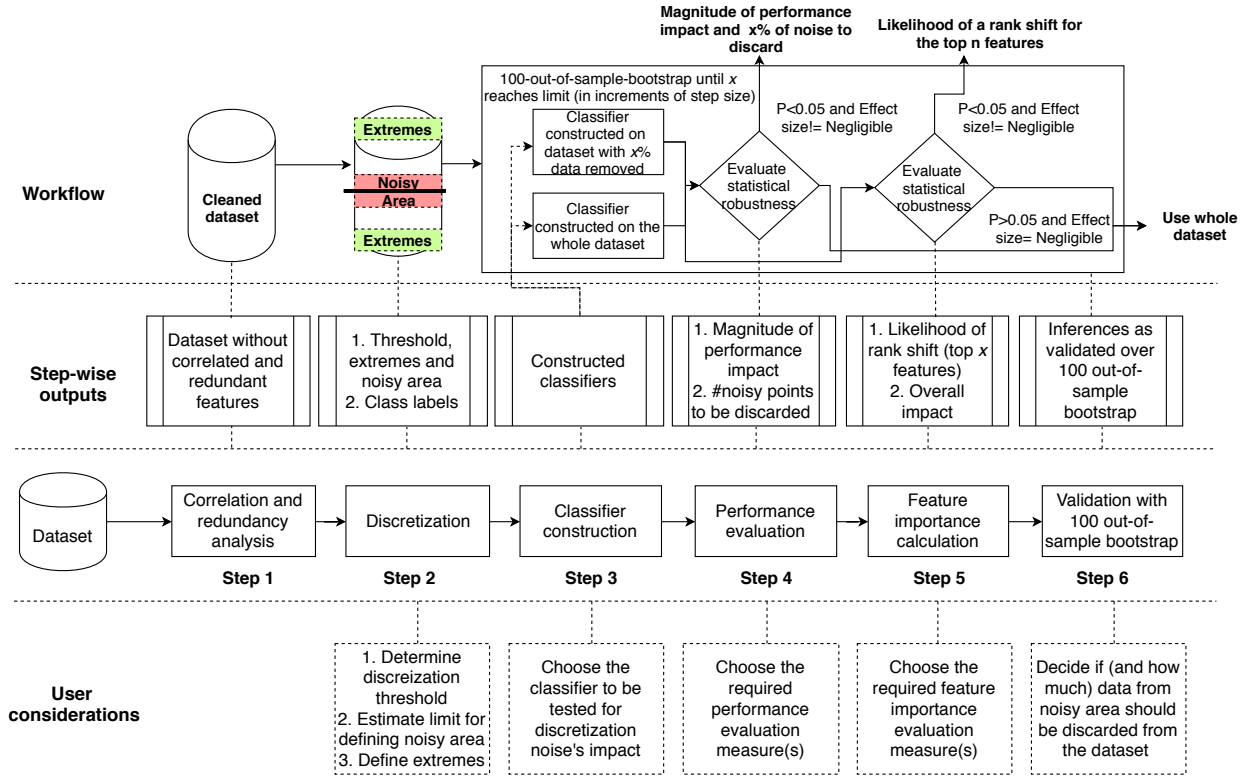 Magnitude of performance
impact and x% of noise to
discard
Likelihood of a rank shift for
the top n features
100-out-of-sample-bootstrap until x
reaches limit (in increments of step size)
P<0.05 and Effect
size!= Negligible
P<0.05 and Effect
size!= Negligible
Extremes
Classifier
constructed on
dataset with x%
data removed
Workflow
Cleaned
dataset
Noisy
Area
Evaluate
statistical
robustness
Evaluate
statistical
robustness
Classifier
constructed on the
whole dataset
Extremes
P>0.05 and Effect
size= Negligible
Use whole
dataset
Step-wise
outputs
Dataset without
correlated and
redundant
features
1. Threshold,
extremes and
noisy area
2. Class labels
Constructed
classifiers
1. Magnitude of
performance
impact
2. #noisy points
to be discarded
1. Likelihood of
rank shift (top x
features)
2. Overall
impact
Inferences as
validated over
100 out-of-
sample
bootstrap
Dataset
Correlation and
redundancy
analysis
Discretization
Classifier
construction
Performance
evaluation
Feature
importance
calculation
Validation with
100 out-of-
sample bootstrap
Step 1
Step 2
Step 3
Step 4
Step 5
Step 6
User
considerations
1. Determine
discreization
threshold
2. Estimate limit for
defining noisy area
3. Define extremes
Choose the
classifier to be
tested for
discretization
noise's impact
Choose the
required
performance
evaluation
measure(s)
Choose the
required feature
importance
evaluation
measure(s)
Decide if (and how
much) data from
noisy area should
be discarded from
the dataset